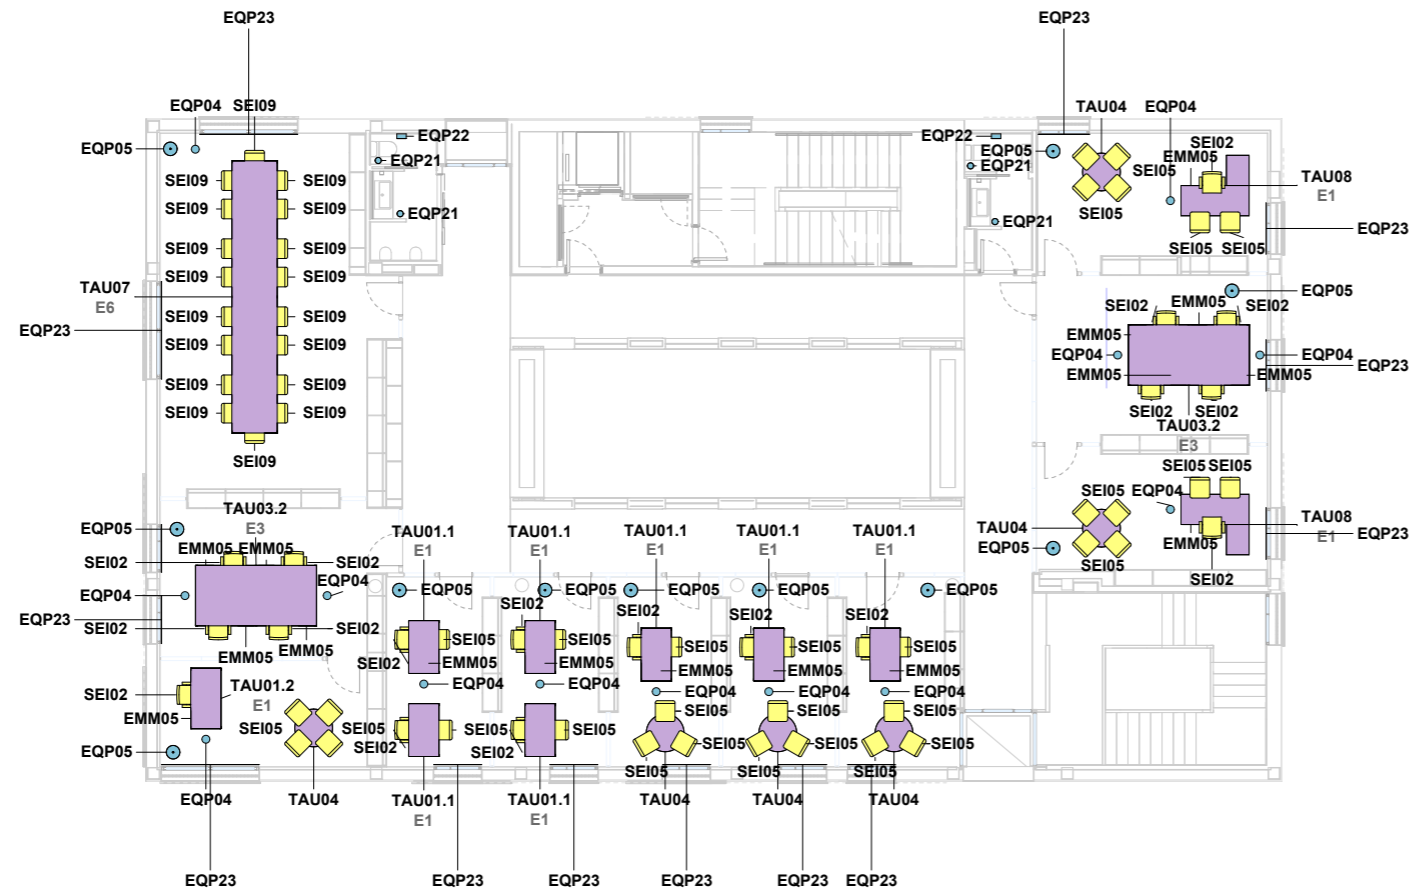 EQP23
EQP23
EQP04 SEI09
TAU04 EQP04
EQP05
EQP22
EQP22
EQP05
SEI02
EQP21
EQP21
EMM05
SEI05
TAU08
E1
SEI09 SEI09
SEI09 SEI09
EQP21
EQP21
SEI05
EQP23
SEI05 SEI05
SEI09 SEI09
SEI09 SEI09
TAU07
E6
EQP05
SEI02 EMM05 SEI02
SEI09 SEI09
EQP23
EMM05
SEI09 SEI09
EQP04 EQP04
EQP23
EMM05 EMM05
SEI09 SEI09
SEI09 SEI09
SEI02 SEI02
TAU03.2
E3
SEI09
SEI05 SEI05
SEI05
EQP04
TAU03.2
E3
EQP05
TAU01.1
E1
TAU01.1
E1
TAU01.1
E1
TAU01.1
E1
TAU01.1
E1
TAU04
EQP05
TAU08
E1
EQP23
EMM05
SEI05
SEI02
EMM05 EMM05
SEI02 SEI02
EQP04
EQP04
EQP23
SEI02 SEI02
EMM05
EMM05
EQP05 EQP05 EQP05 EQP05 EQP05
SEI02 SEI02 SEI02
SEI05 SEI05 SEI05 SEI05 SEI05
SEI02
EMM05 EMM05 EMM05 EMM05 EMM05
EQP04 EQP04 EQP04 EQP04 EQP04
SEI02
TAU01.2
E1
EMM05
SEI05 SEI05
EQP05
SEI05 SEI05 SEI05 SEI05 SEI05
SEI02 SEI02
SEI05 SEI05 SEI05
SEI05 SEI05 SEI05
EQP04 TAU04
TAU01.1
E1
TAU01.1
E1
TAU04 TAU04 TAU04
EQP23 EQP23 EQP23 EQP23 EQP23 EQP23